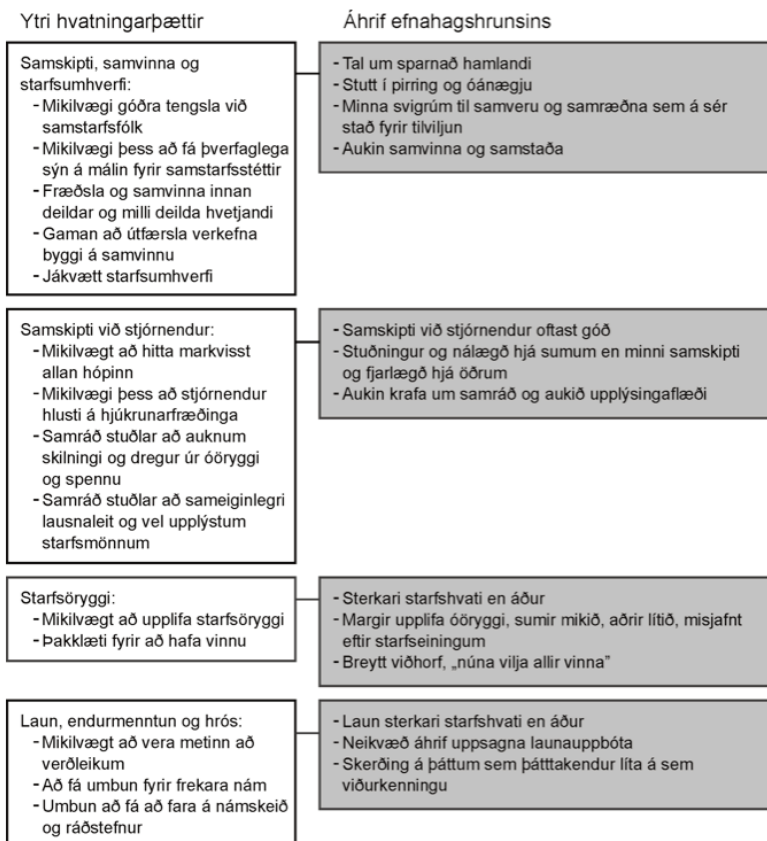 Ytri hvatningarþættir
Áhrif efnahagshrunsins
Samskipti, samvinna og
starfsumhverfi:
- Mikilvægi góðra tengsla við
samstarfsfólk
- Mikilvægi þess að fá þverfaglega
sýn á málin fyrir samstarfsstéttir
- Fræðsla og samvinna innan
deildar og milli deilda hvetjandi
- Gaman að útfærsla verkefna
byggi á samvinnu
- Jákvætt starfsumhverfi
- Tal um sparnað hamlandi
- Stutt í pirring og óánægju
- Minna svigrúm til samveru og samræðna sem á sér
stað fyrir tilviljun
- Aukin samvinna og samstaða
Samskipti við stjórnendur:
- Mikilvægt að hitta markvisst
allan hópinn
- Mikilvægi þess að stjórnendur
hlusti á hjúkrunarfræðinga
- Samráð stuðlar að auknum
skilningi og dregur úr óöryggi
og spennu
- Samráð stuðlar að sameiginlegri
lausnaleit og vel upplýstum
starfsmönnum
- Samskipti við stjórnendur oftast góð
- Stuðningur og nálægð hjá sumum en minni samskipti
og fjarlægð hjá öðrum
- Aukin krafa um samráð og aukið upplýsingaflæði
Starfsöryggi:
- Mikilvægt að upplifa starfsöryggi
- Þakklæti fyrir að hafa vinnu
- Sterkari starfshvati en áður
- Margir upplifa óöryggi, sumir mikið, aðrir lítið, misjafnt
eftir starfseiningum
- Breytt viðhorf, „núna vilja allir vinna”
Laun, endurmenntun og hrós:
- Mikilvægt að vera metinn að
verðleikum
- Að fá umbun fyrir frekara nám
- Umbun að fá að fara á námskeið
og ráðstefnur
- Laun sterkari starfshvati en áður
- Neikvæð áhrif uppsagna launauppbóta
- Skerðing á þáttum sem þátttakendur líta á sem
viðurkenningu